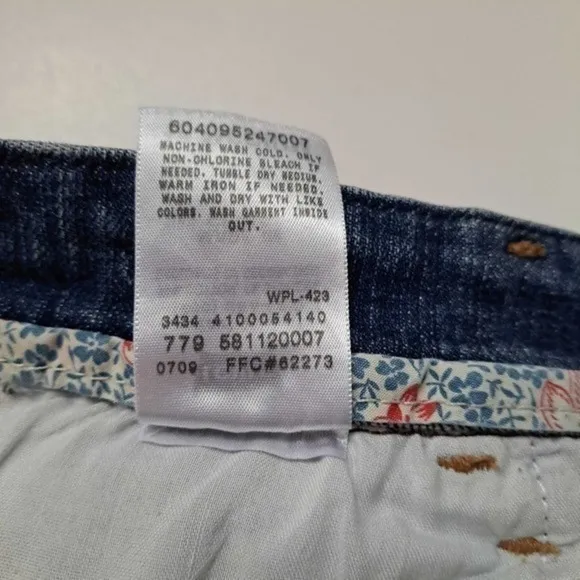 604095247007
MACHINE WASH COLD. ONLY
NON-CHLORINE BLEACH IF
NEEDED. TUMBLE DRY MEDIUM.
WARM IRON IF NEEDED.
WASH AND DRY WITH LIKE
COLORS. WASH GARMENT INSIDE
OUT.
WPL-423
3434 4100054140
779 581120007
0709 FFC#62273